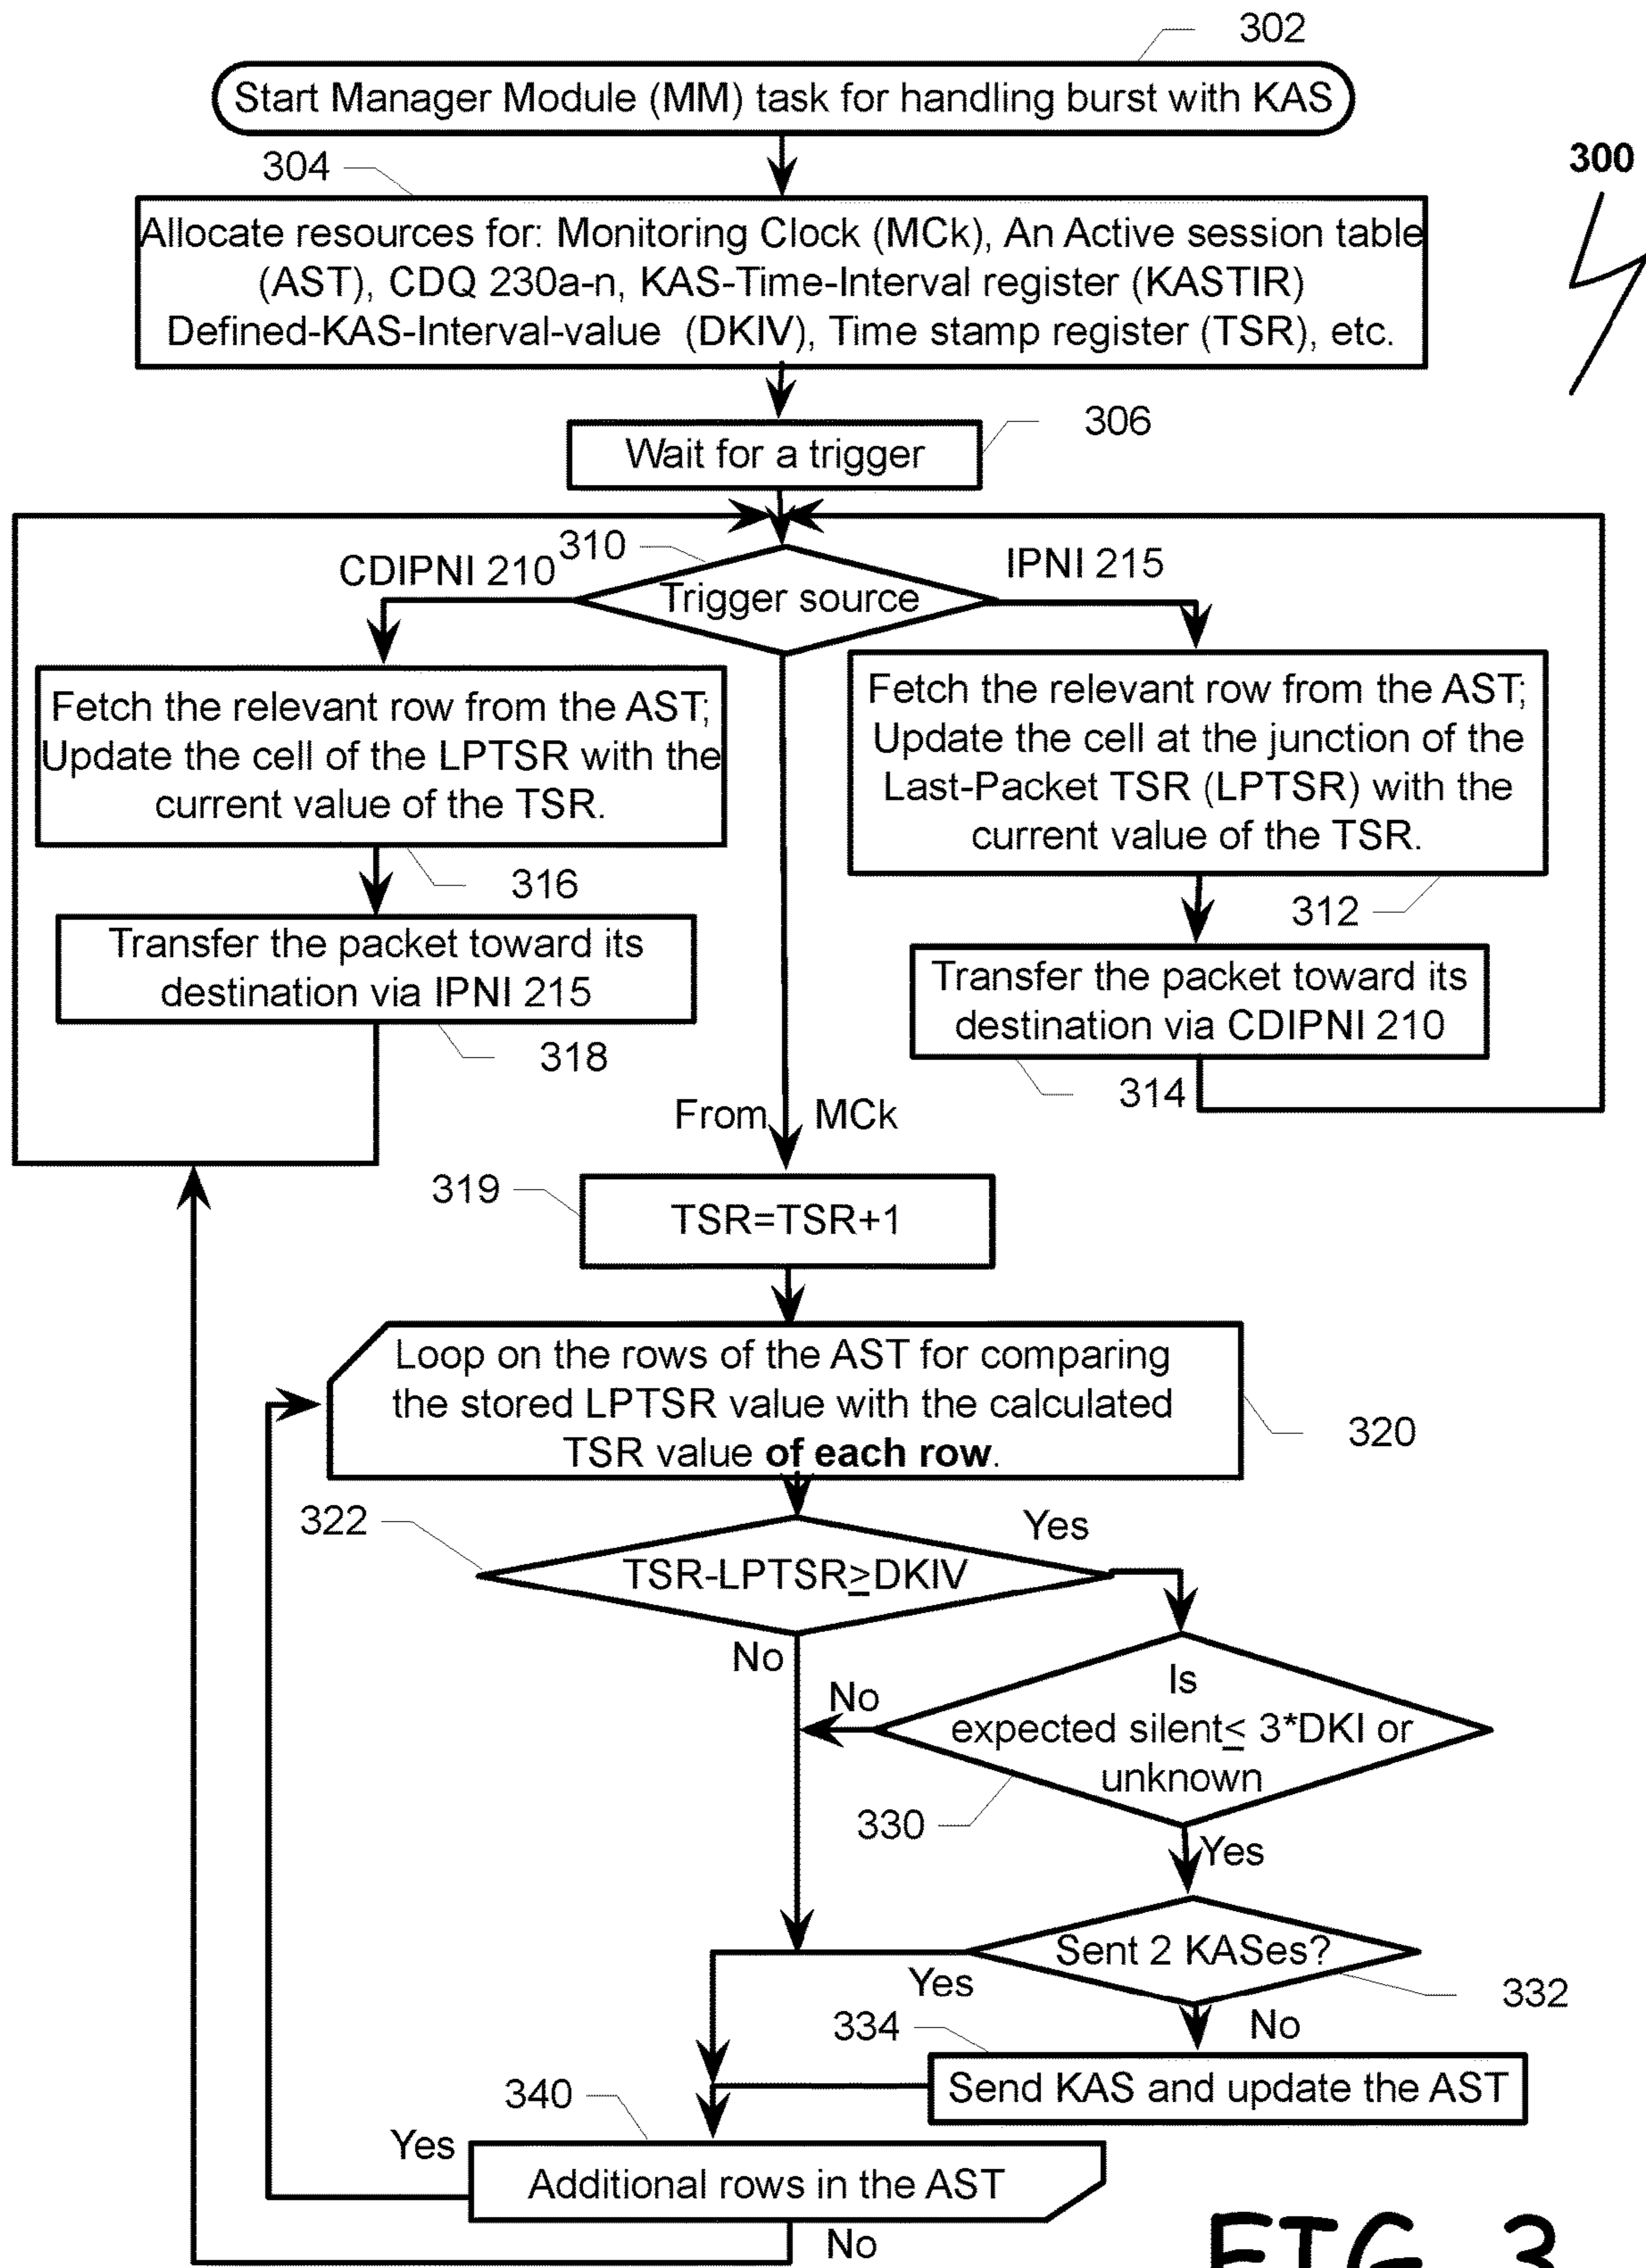 302
Start Manager Module (MM) task for handling burst with KAS
304
300
Allocate resources for: Monitoring Clock (MCk), An Active session table
(AST), CDQ 230a-n, KAS-Time-Interval register (KASTIR)
Defined-KAS-Interval-value (DKIV), Time stamp register (TSR), etc.
306
Wait for a trigger
310
CDIPNI 210
IPNI 215
Trigger source
Fetch the relevant row from the AST;
Update the cell of the LPTSR with the
current value of the TSR.
316
Transfer the packet toward its
destination via IPNI 215
318
Fetch the relevant row from the AST;
Update the cell at the junction of the
Last-Packet TSR (LPTSR) with the
current value of the TSR.
312
Transfer the packet toward its
destination via CDIPNI 210
314
From MCk
319
TSR=TSR+1
Loop on the rows of the AST for comparing
the stored LPTSR value with the calculated
TSR value of each row.
320
322
TSR-LPTSR≥DKIV
Yes
No
Is
expected silent≤ 3*DKI or
unknown
No
330
Yes
Sent 2 KASes?
Yes
332
No
334
Send KAS and update the AST
340
Yes
Additional rows in the AST
No
FIG. 3